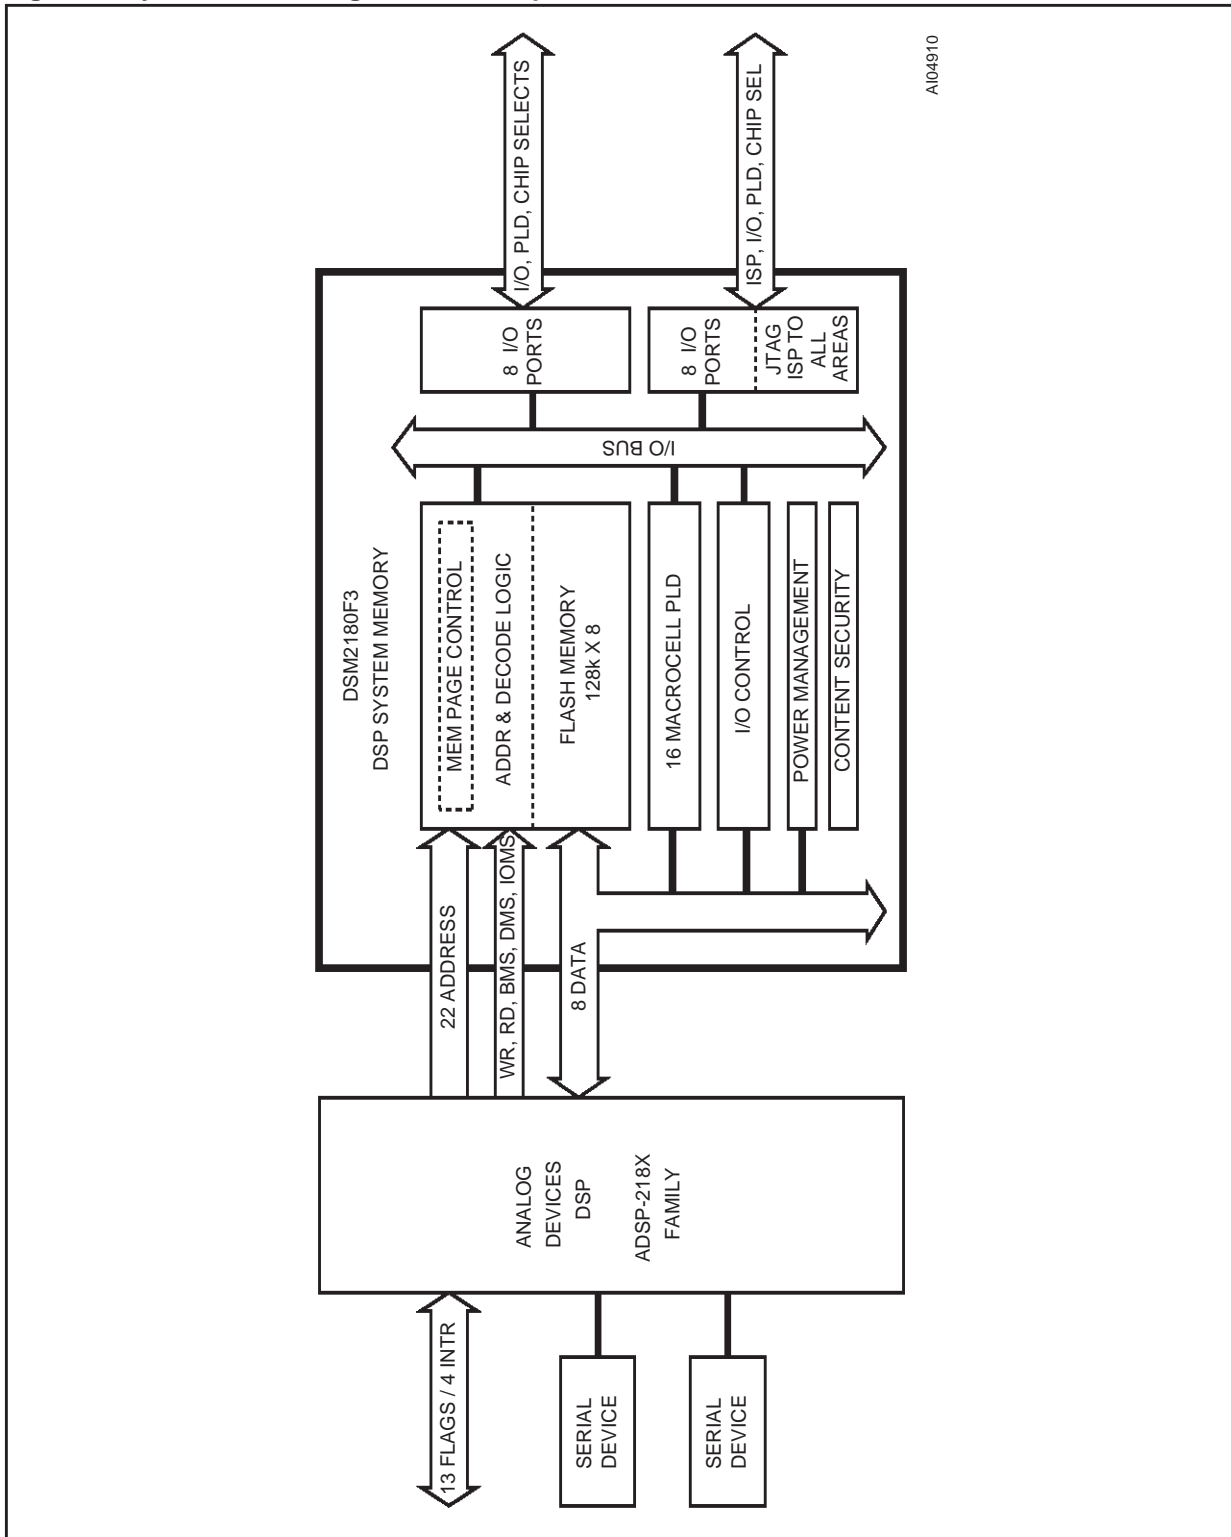 13 FLAGS / 4 INTR
SERIAL
DEVICE
SERIAL
DEVICE
ANALOG
DEVICES
DSP
ADSP-218X
FAMILY
22 ADDRESS
WR, RD, BMS, DMS, IOMS
8 DATA
DSM2180F3
DSP SYSTEM MEMORY
MEM PAGE CONTROL
ADDR & DECODE LOGIC
FLASH MEMORY
128k X 8
16 MACROCELL PLD
I/O CONTROL
POWER MANAGEMENT
CONTENT SECURITY
I/O BUS
8 I/O
PORTS
8 I/O
PORTS
JTAG
ISP TO
ALL
AREAS
I/O, PLD, CHIP SELECTS
ISP, I/O, PLD, CHIP SEL
AI04910